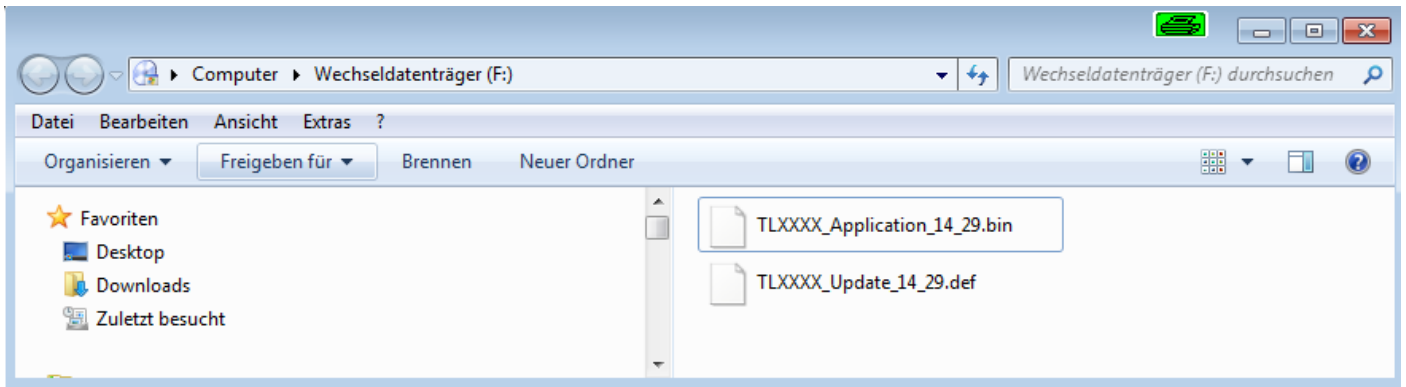 Computer ▸ Wechseldatenträger (F:)
Wechseldatenträger (F:) durchsuchen
Datei Bearbeiten Ansicht Extras ?
Organisieren Freigeben für Brennen Neuer Ordner
Favoriten
Desktop
Downloads
Zuletzt besucht
TLXXXX_Application_14_29.bin
TLXXXX_Update_14_29.def